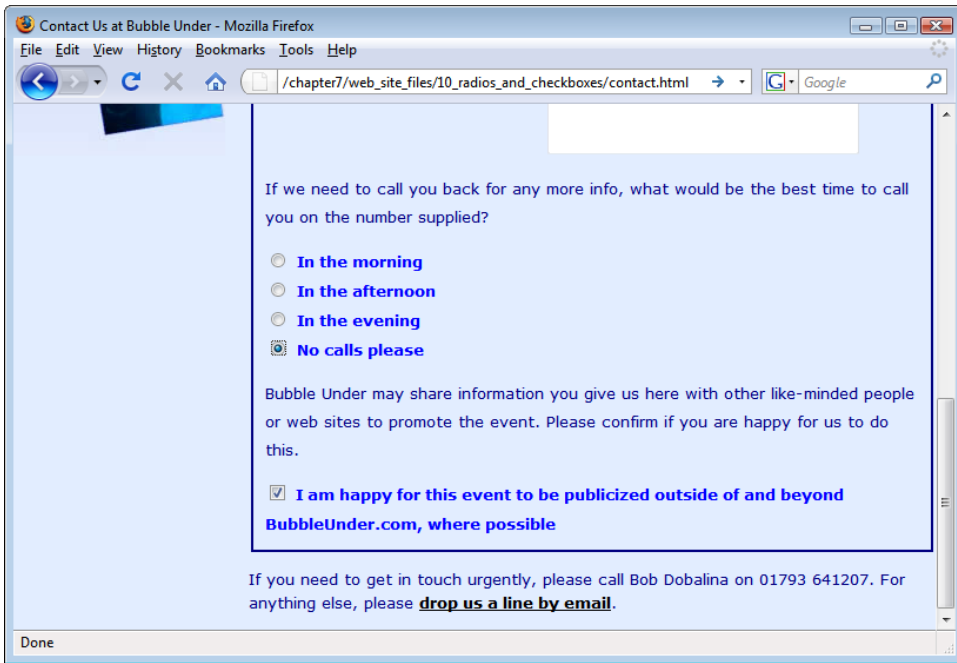 Contact Us at Bubble Under - Mozilla Firefox
File Edit View History Bookmarks Tools Help
/chapter7/web_site_files/10_radios_and_checkboxes/contact.html
G Google
If we need to call you back for any more info, what would be the best time to call
you on the number supplied?
In the morning
In the afternoon
In the evening
No calls please
Bubble Under may share information you give us here with other like-minded people
or web sites to promote the event. Please confirm if you are happy for us to do
this.
I am happy for this event to be publicized outside of and beyond
BubbleUnder.com, where possible
If you need to get in touch urgently, please call Bob Dobalina on 01793 641207. For
anything else, please drop us a line by email.
Done